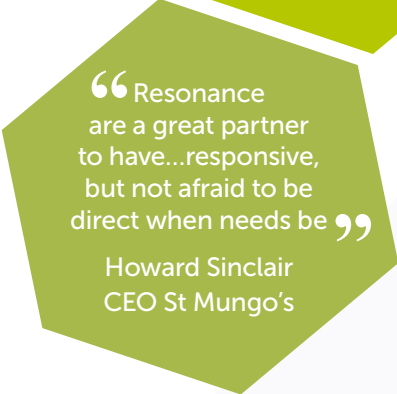 “Resonance
are a great partner
to have...responsive,
but not afraid to be
direct when needs be”
Howard Sinclair
CEO St Mungo’s